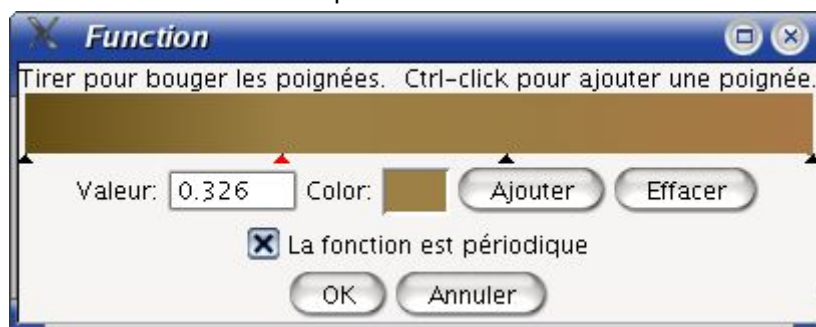 Function
Tirer pour bouger les poignées. Ctrl-click pour ajouter une poignée.
Valeur: 0.326 Color: Ajouter Effacer
La fonction est périodique
OK Annuler